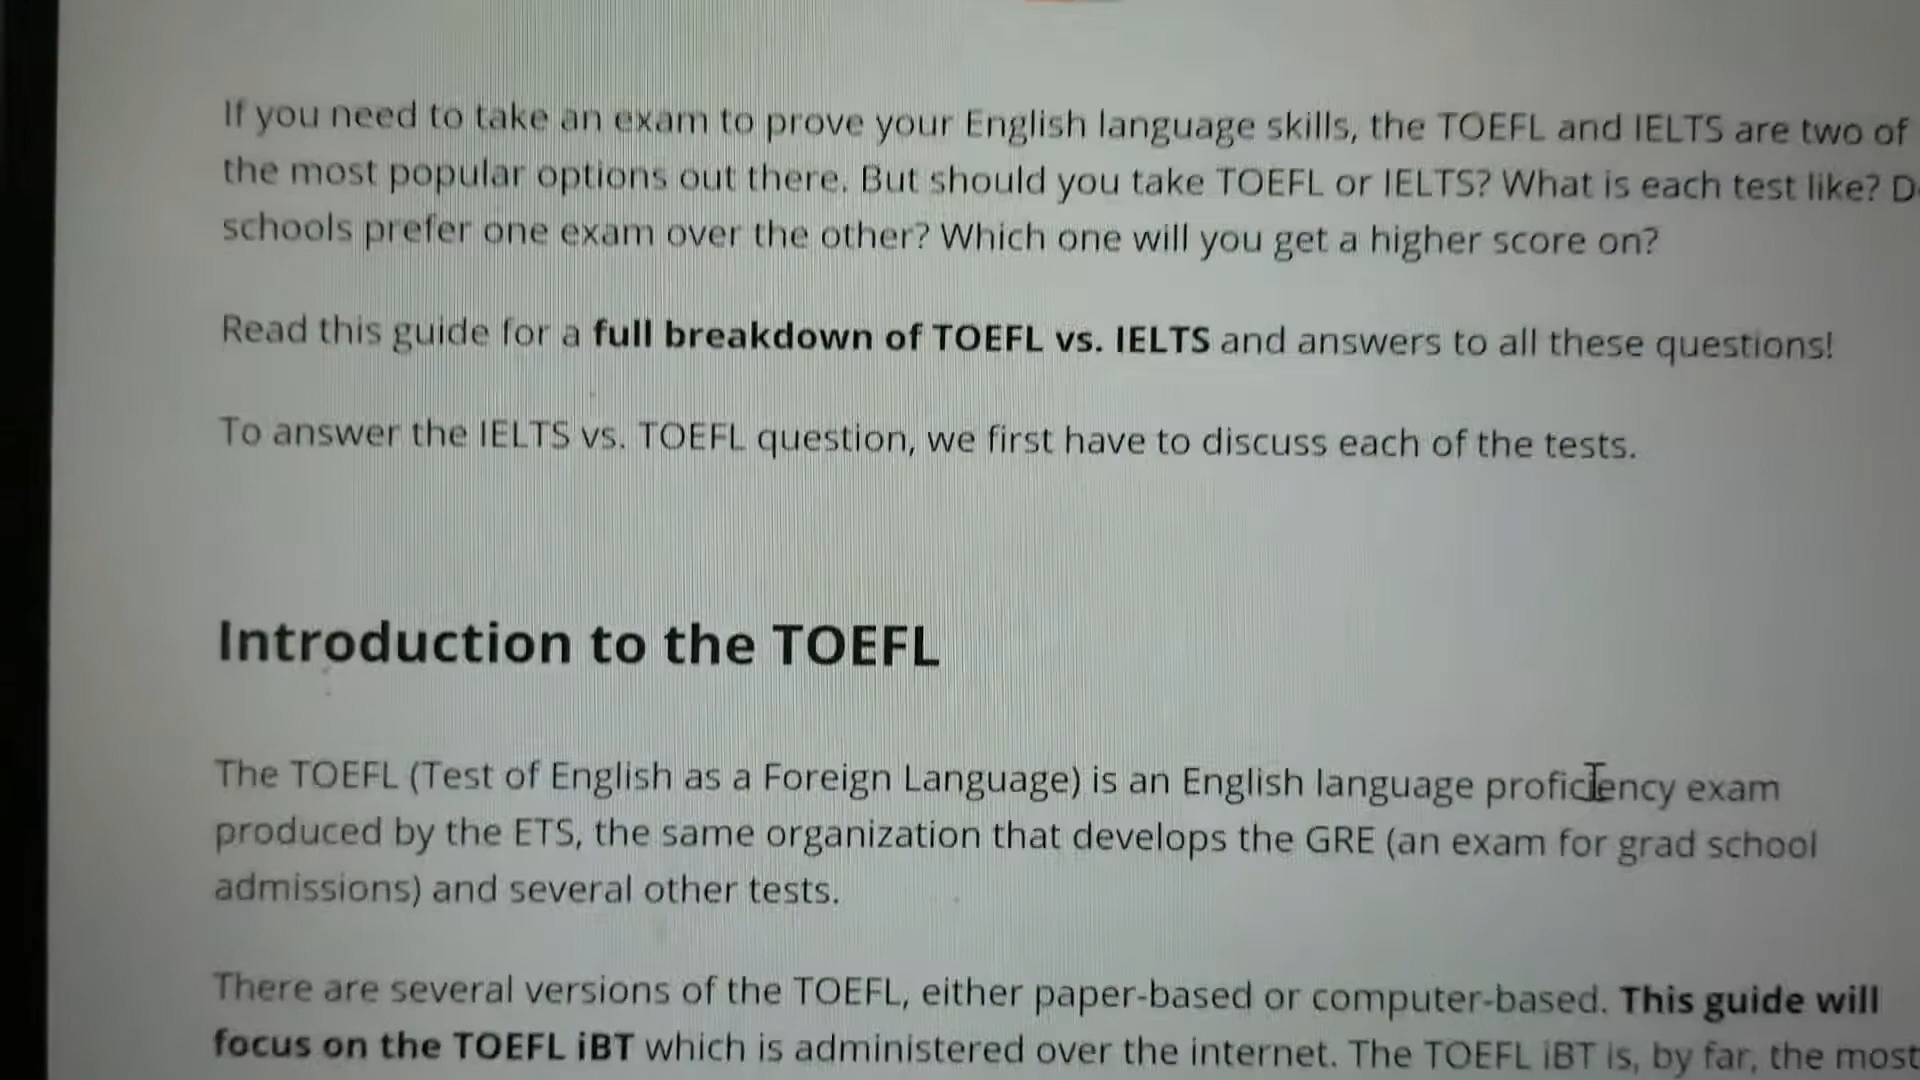 If you need to take an exam to prove your English language skills, the TOEFL and IELTS are two of
the most popular options out there. But should you take TOEFL or IELTS? What is each test like? D
schools prefer one exam over the other? Which one will you get a higher score on?
Read this guide for a full breakdown of TOEFL vs. IELTS and answers to all these questions!
To answer the IELTS vs. TOEFL question, we first have to discuss each of the tests.
Introduction to the TOEFL
The TOEFL (Test of English as a Foreign Language) is an English language proficiency exam
produced by the ETS, the same organization that develops the GRE (an exam for grad school
admissions) and several other tests.
There are several versions of the TOEFL, either paper-based or computer-based. This guide will
focus on the TOEFL iBT which is administered over the internet. The TOEFL iBT is, by far, the most